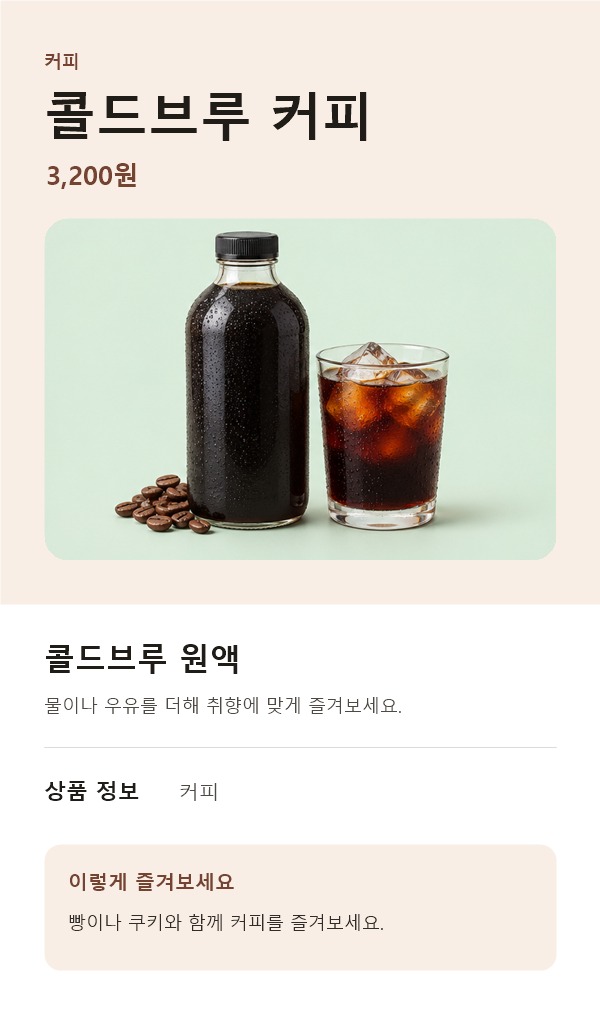 커피
콜드브루 커피
3,200원
콜드브루 원액
물이나 우유를 더해 취향에 맞게 즐겨보세요.
상품 정보 커피
이렇게 즐겨보세요
빵이나 쿠키와 함께 커피를 즐겨보세요.